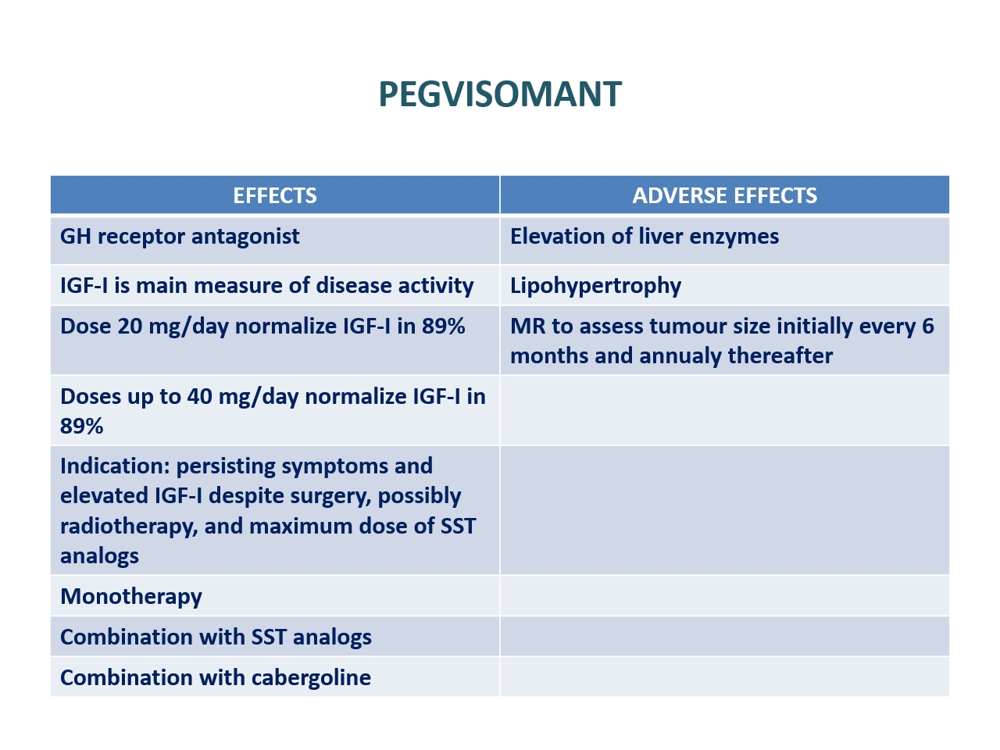 PEGVISOMANT
EFFECTS
ADVERSE EFFECTS
GH receptor antagonist
Elevation of liver enzymes
IGF-I is main measure of disease activity
Lipohypertrophy
Dose 20 mg/day normalize IGF-I in 89%
MR to assess tumour size initially every 6
months and annualy thereafter
Doses up to 40 mg/day normalize IGF-I in
89%
Indication: persisting symptoms and
elevated IGF-I despite surgery, possibly
radiotherapy, and maximum dose of SST
analogs
Monotherapy
Combination with SST analogs
Combination with cabergoline